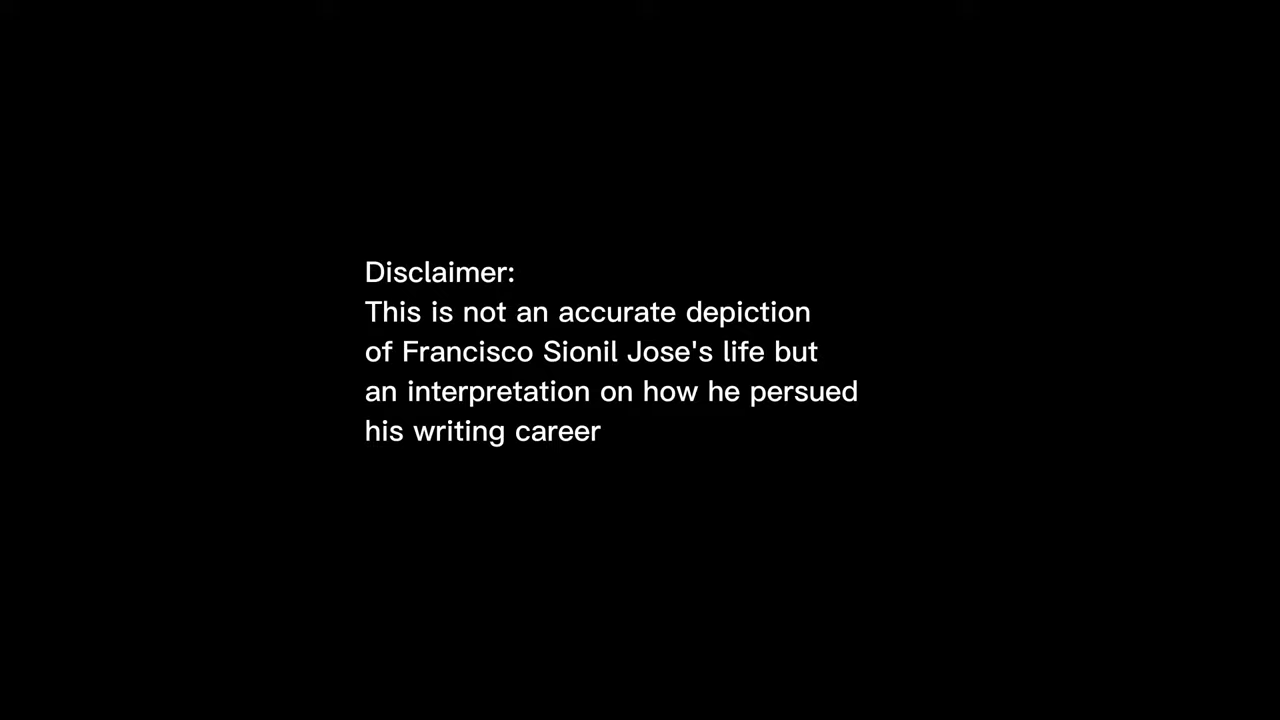 Disclaimer:
This is not an accurate depiction
of Francisco Sionil Jose's life but
an interpretation on how he persued
his writing career